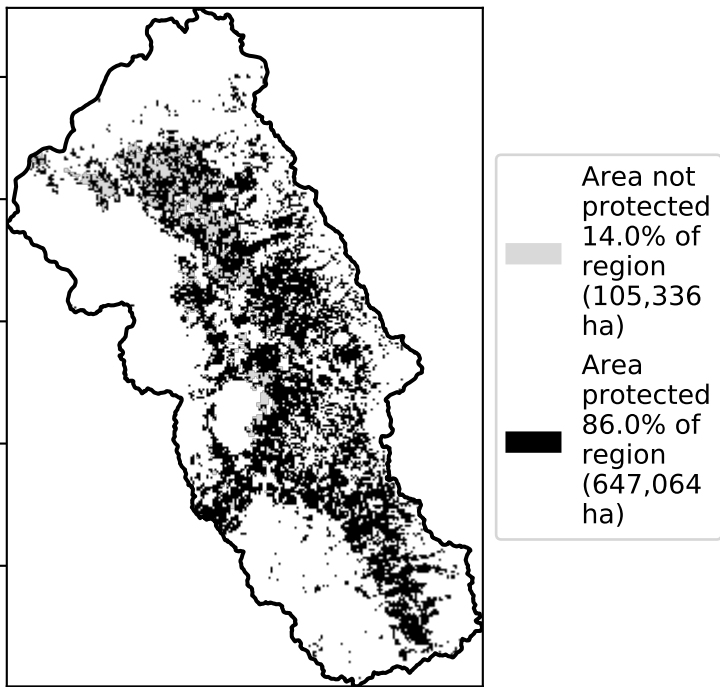 Area not
protected
14.0% of
region
(105,336
ha)
Area
protected
86.0% of
region
(647,064
ha)